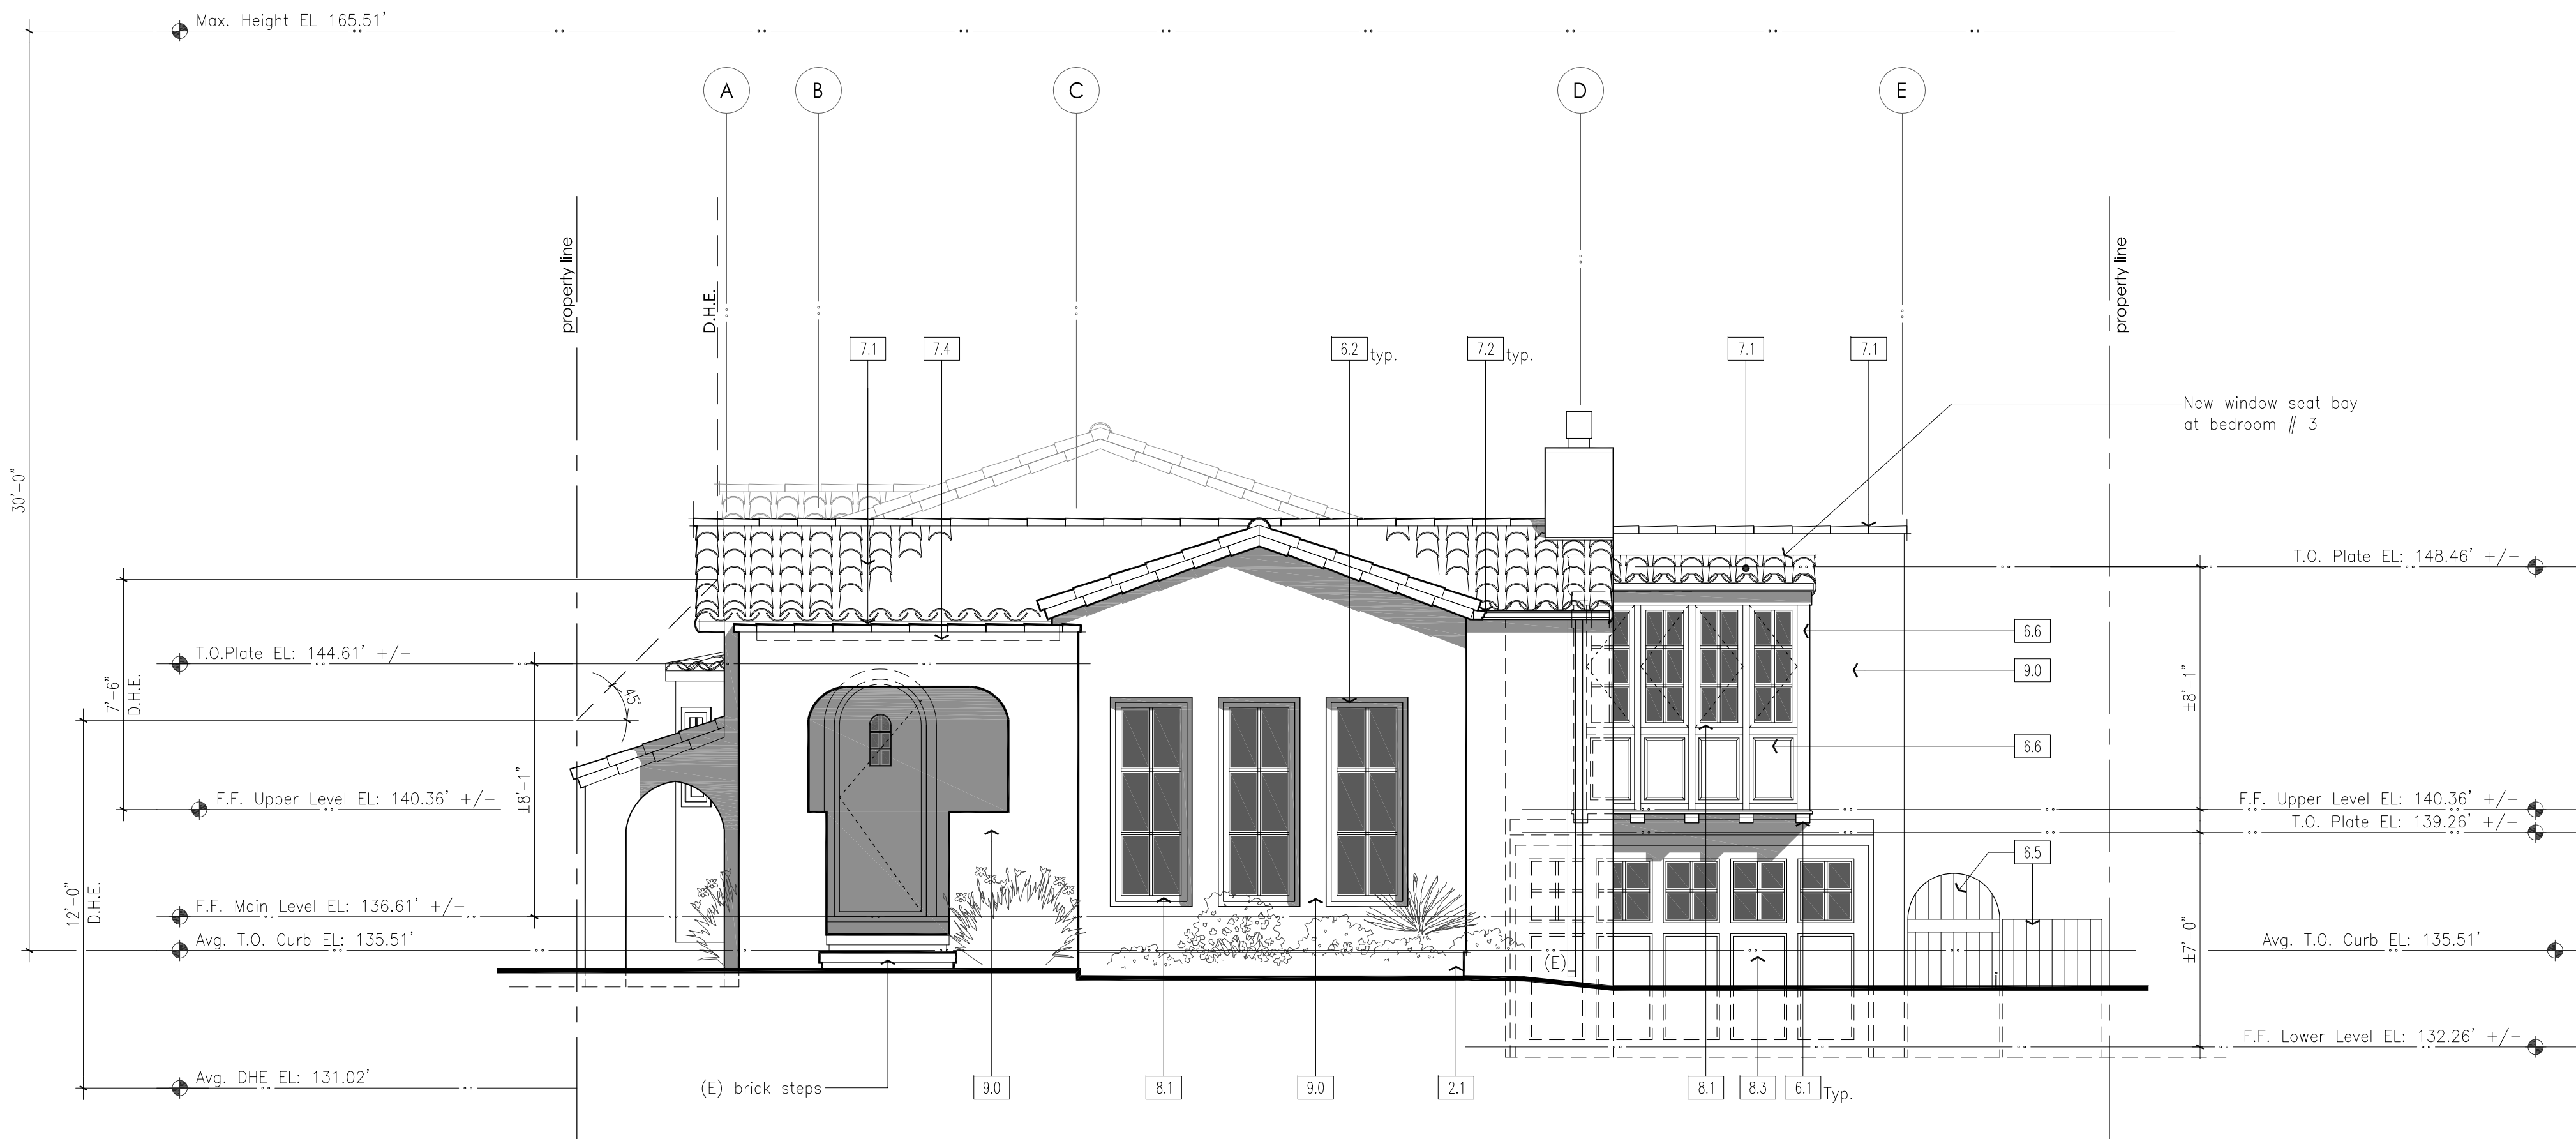 Max. Height EL 165.51'
A
B
C
D
E
property line
D.H.E.
property line
7.1
7.4
6.2 typ.
7.2 typ.
7.1
7.1
New window seat bay
at bedroom # 3
30'-0"
T.O. Plate EL: 148.46' +/-
T.O.Plate EL: 144.61' +/-
6.6
9.0
7'-6"
D.H.E.
45°
±8'-1"
±8'-1"
6.6
F.F. Upper Level EL: 140.36' +/-
F.F. Upper Level EL: 140.36' +/-
T.O. Plate EL: 139.26' +/-
6.5
12'-0"
D.H.E.
F.F. Main Level EL: 136.61' +/-
Avg. T.O. Curb EL: 135.51'
Avg. T.O. Curb EL: 135.51'
±7'-0"
(E)
F.F. Lower Level EL: 132.26' +/-
Avg. DHE EL: 131.02'
(E) brick steps
9.0
8.1
9.0
2.1
8.1
8.3
6.1 Typ.